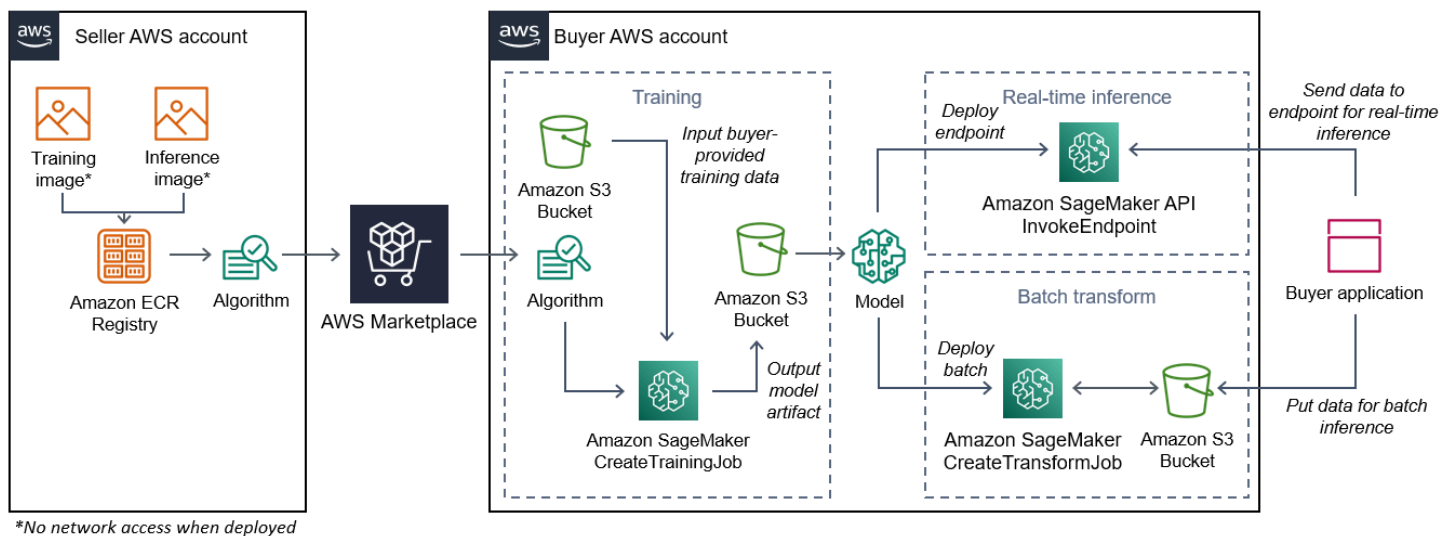 aws
Seller AWS account
Training
image*
Inference
image*
Amazon ECR
Registry
Algorithm
*No network access when deployed
AWS Marketplace
aws
Buyer AWS account
Training
Amazon S3
Bucket
Input buyer-
provided
training data
Algorithm
Amazon S3
Bucket
Output
model
artifact
Amazon SageMaker
CreateTrainingJob
Model
Deploy
endpoint
Real-time inference
Amazon SageMaker API
InvokeEndpoint
Batch transform
Deploy
batch
Amazon SageMaker
CreateTransformJob
Amazon S3
Bucket
Send data to
endpoint for real-time
inference
Buyer application
Put data for batch
inference